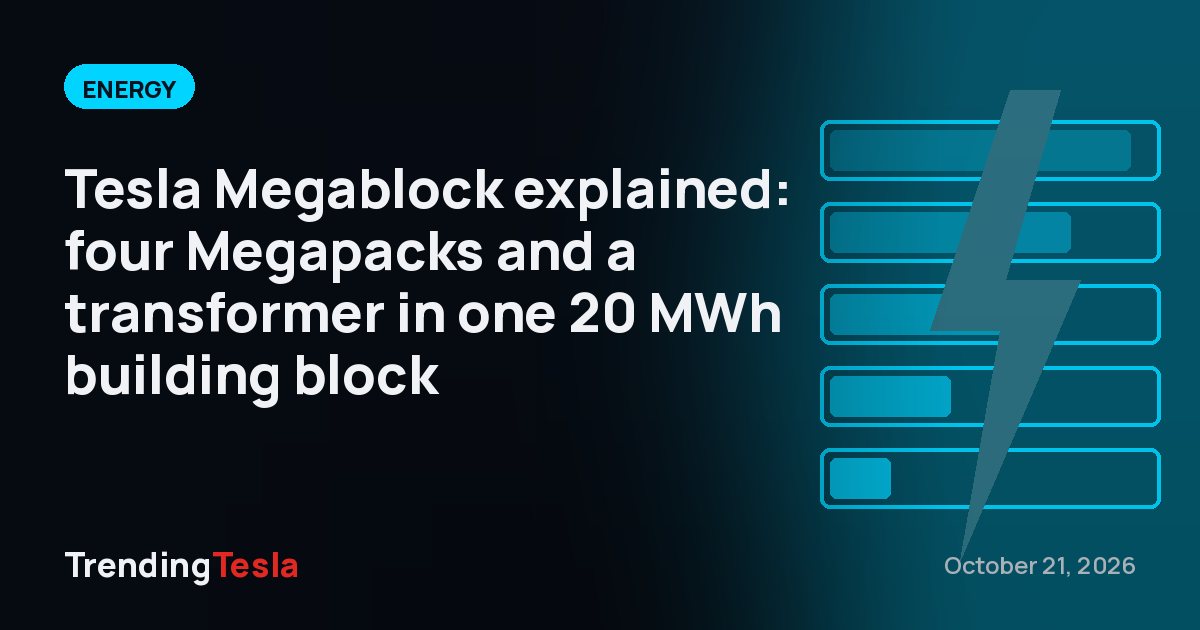 ENERGY
Tesla Megablock explained:
four Megapacks and a
transformer in one 20 MWh
building block
TrendingTesla
October 21, 2026